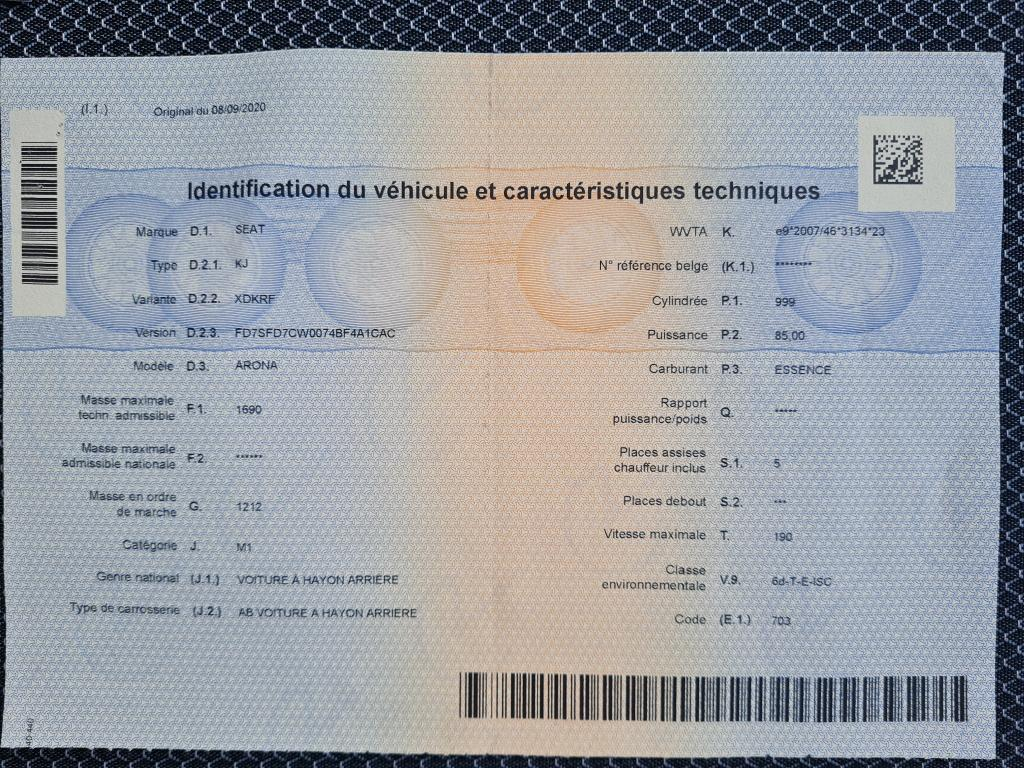 (I.1.) Original du 08/09/2020
Identification du véhicule et caractéristiques techniques
Marque D.1. SEAT
Type D.2.1. KJ
Variante D.2.2. XDKRF
Version D.2.3. FD7SFD7CW0074BF4A1CAC
Modèle D.3. ARONA
Masse maximale
techn. admissible F.1. 1690
Masse maximale
admissible nationale F.2. ******
Masse en ordre
de marche G. 1212
Catégorie J. M1
Genre national (J.1.) VOITURE À HAYON ARRIÈRE
Type de carrosserie (J.2.) AB VOITURE A HAYON ARRIERE
WVTA K. e9*2007/46*3134*23
N° référence belge (K.1.) ********
Cylindrée P.1. 999
Puissance P.2. 85,00
Carburant P.3. ESSENCE
Rapport
puissance/poids Q. *****
Places assises
chauffeur inclus S.1. 5
Places debout S.2. ***
Vitesse maximale T. 190
Classe
environnementale V.9. 6d-T-E-ISC
Code (E.1.) 703